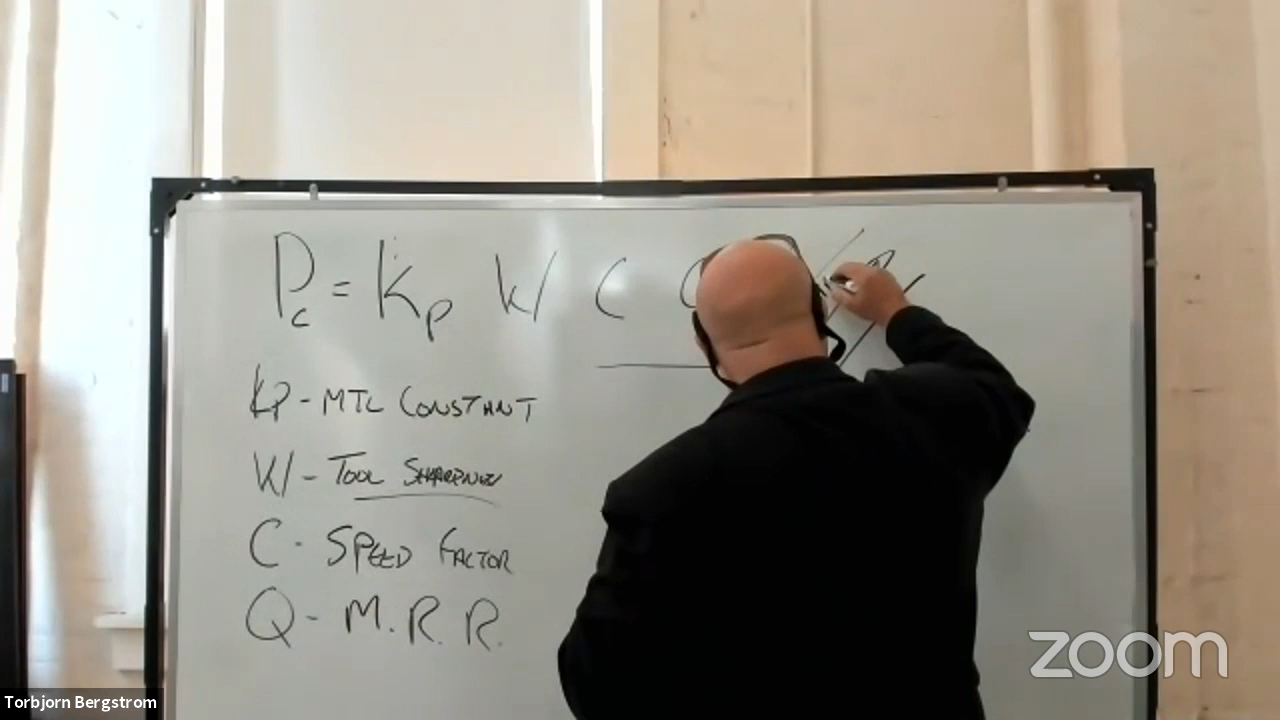 Pc = Kp W C
Kp - MTL CONSTANT
W - TOOL SHARPNESS
C - SPEED FACTOR
Q - M.R.R.
zoom
Torbjorn Bergstrom